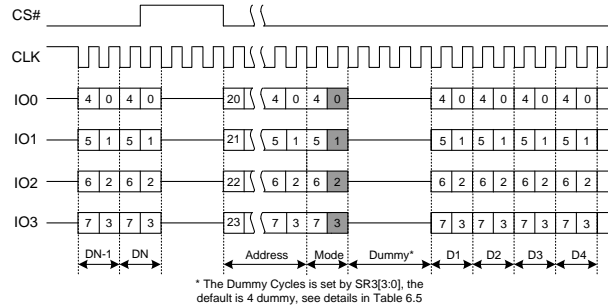 CS#
CLK
IO0 4 0 4 0 20 4 0 4 0 4 0 4 0 4 0 4 0
IO1 5 1 5 1 21 5 1 5 1 5 1 5 1 5 1 5 1
IO2 6 2 6 2 22 6 2 6 2 6 2 6 2 6 2 6 2
IO3 7 3 7 3 23 7 3 7 3 7 3 7 3 7 3 7 3
DN-1 DN Address Mode Dummy* D1 D2 D3 D4
* The Dummy Cycles is set by SR3[3:0], the
default is 4 dummy, see details in Table 6.5